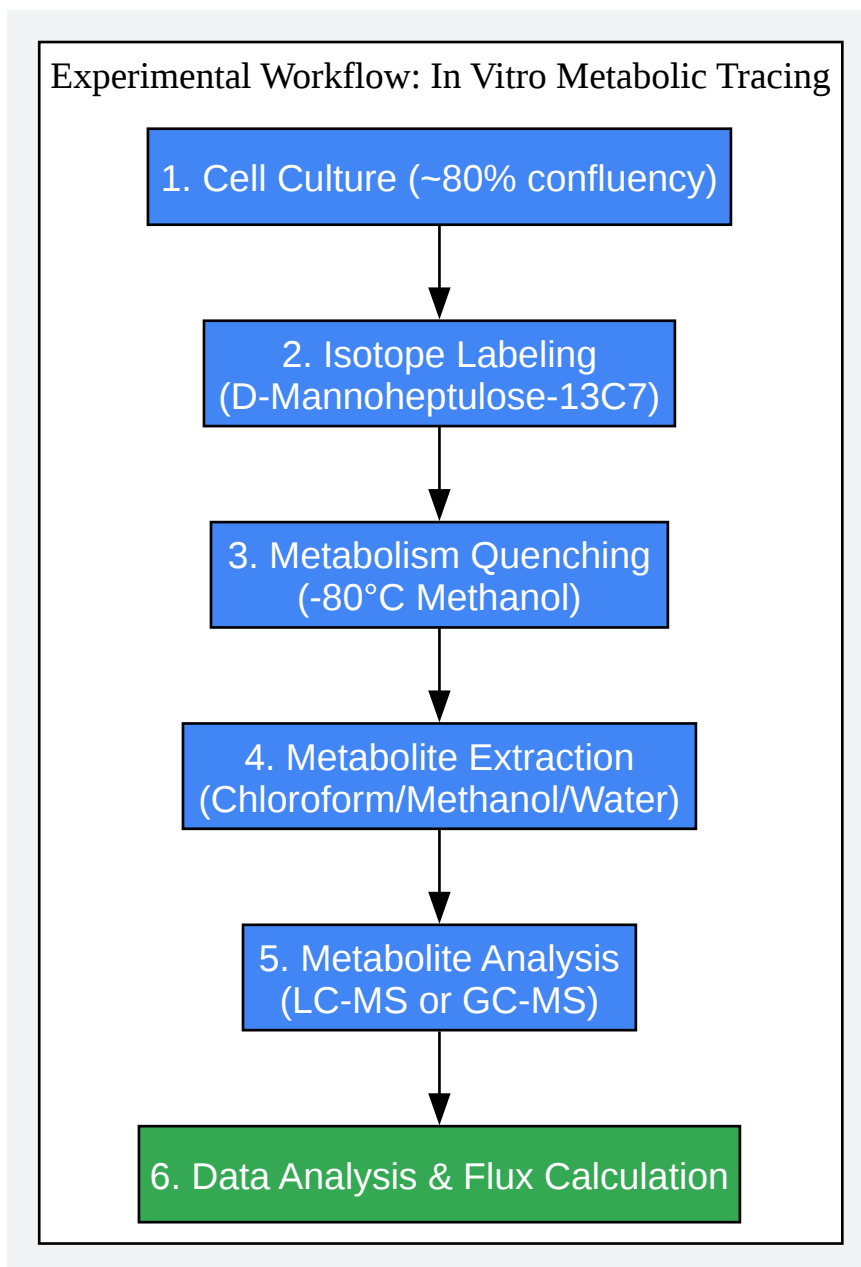 Experimental Workflow: In Vitro Metabolic Tracing
1. Cell Culture (~80% confluency)
2. Isotope Labeling
(D-Mannoheptulose-13C7)
3. Metabolism Quenching
(-80°C Methanol)
4. Metabolite Extraction
(Chloroform/Methanol/Water)
5. Metabolite Analysis
(LC-MS or GC-MS)
6. Data Analysis & Flux Calculation